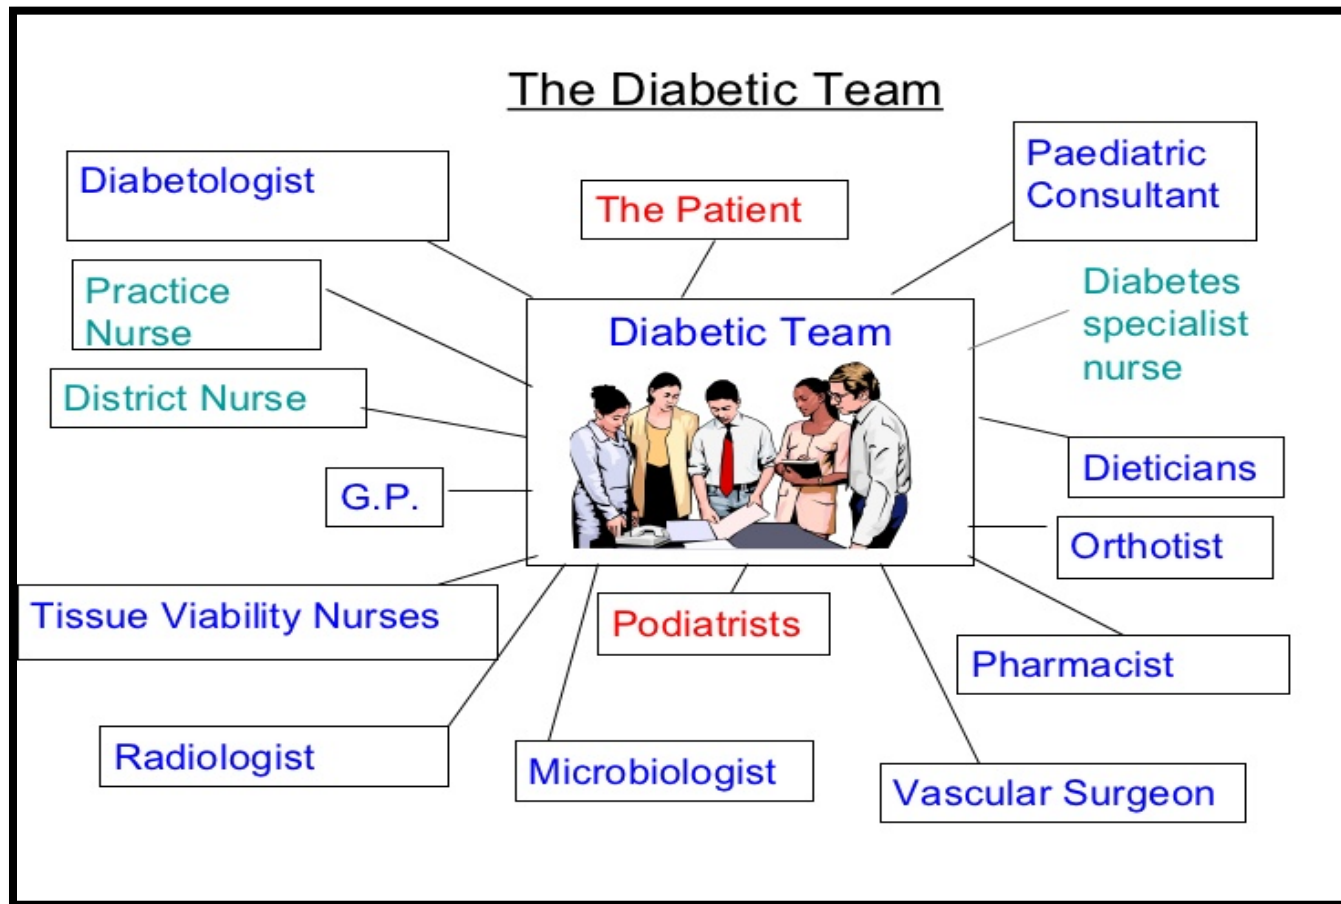 The Diabetic Team
Diabetologist
The Patient
Paediatric
Consultant
Practice
Nurse
Diabetic Team
Diabetes
specialist
nurse
District Nurse
Dieticians
G.P.
Orthotist
Tissue Viability Nurses
Podiatrists
Pharmacist
Radiologist
Microbiologist
Vascular Surgeon